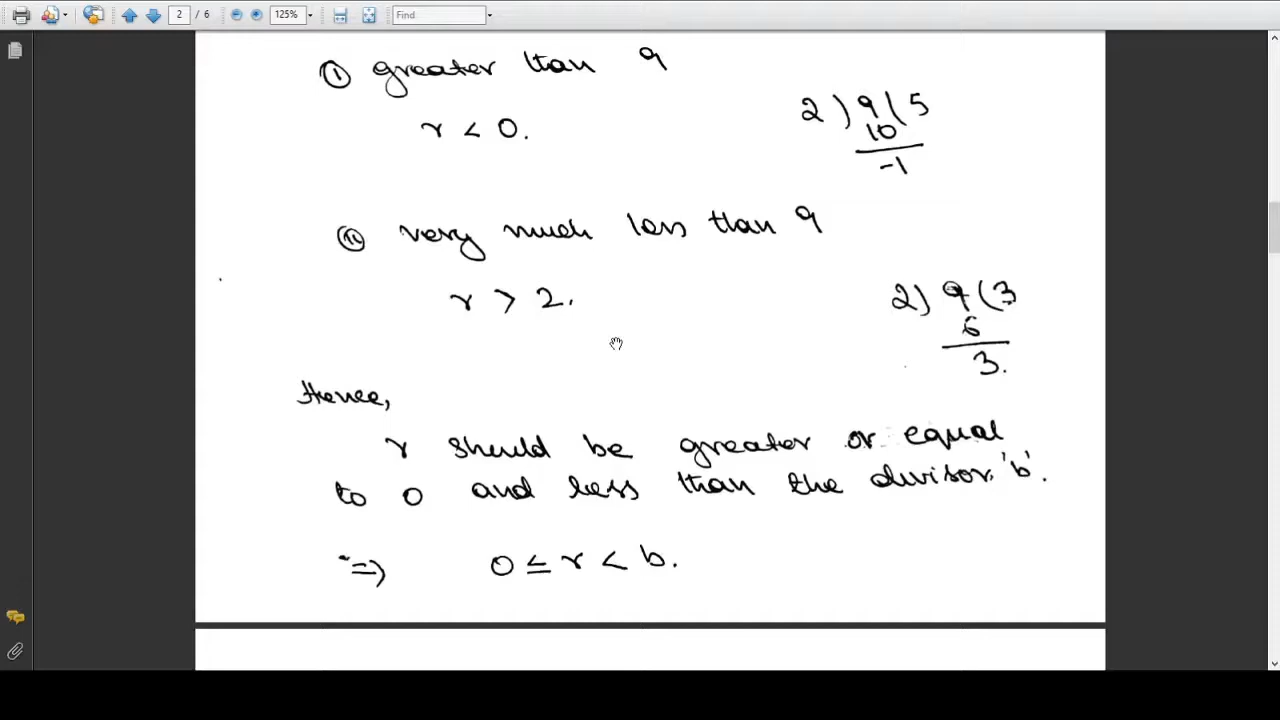 2 / 6 125% Find
① greater than 9
r < 0.
2 ) 9 ( 5
10
-1
② very much less than 9
r > 2.
2 ) 9 ( 3
6
3.
Hence,
r should be greater or equal
to 0 and less than the divisor 'b'.
⇒ 0 ≤ r < b.